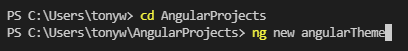 PS C:\Users\tonyw> cd AngularProjects
PS C:\Users\tonyw\AngularProjects> ng new angularTheme